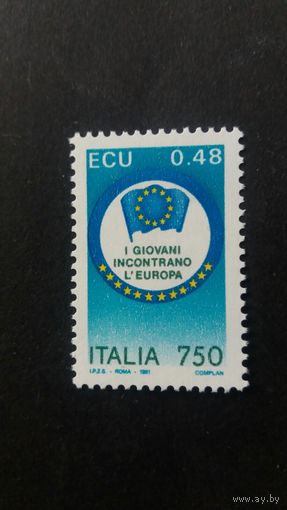 ECU 0.48
I GIOVANI
INCONTRANO
L'EUROPA
ITALIA 750
I.P.Z.S. - ROMA - 1991 COMPLAN
www.ay.by